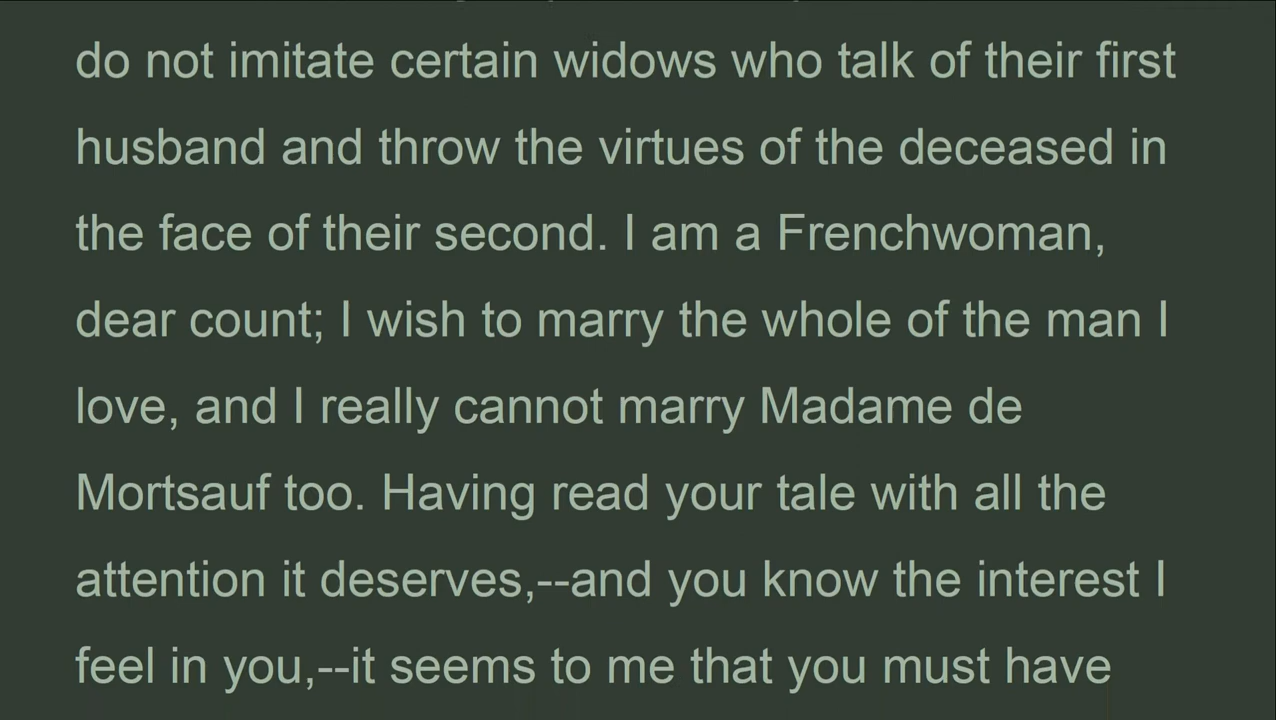 do not imitate certain widows who talk of their first
husband and throw the virtues of the deceased in
the face of their second. I am a Frenchwoman,
dear count; I wish to marry the whole of the man I
love, and I really cannot marry Madame de
Mortsauf too. Having read your tale with all the
attention it deserves,--and you know the interest I
feel in you,--it seems to me that you must have